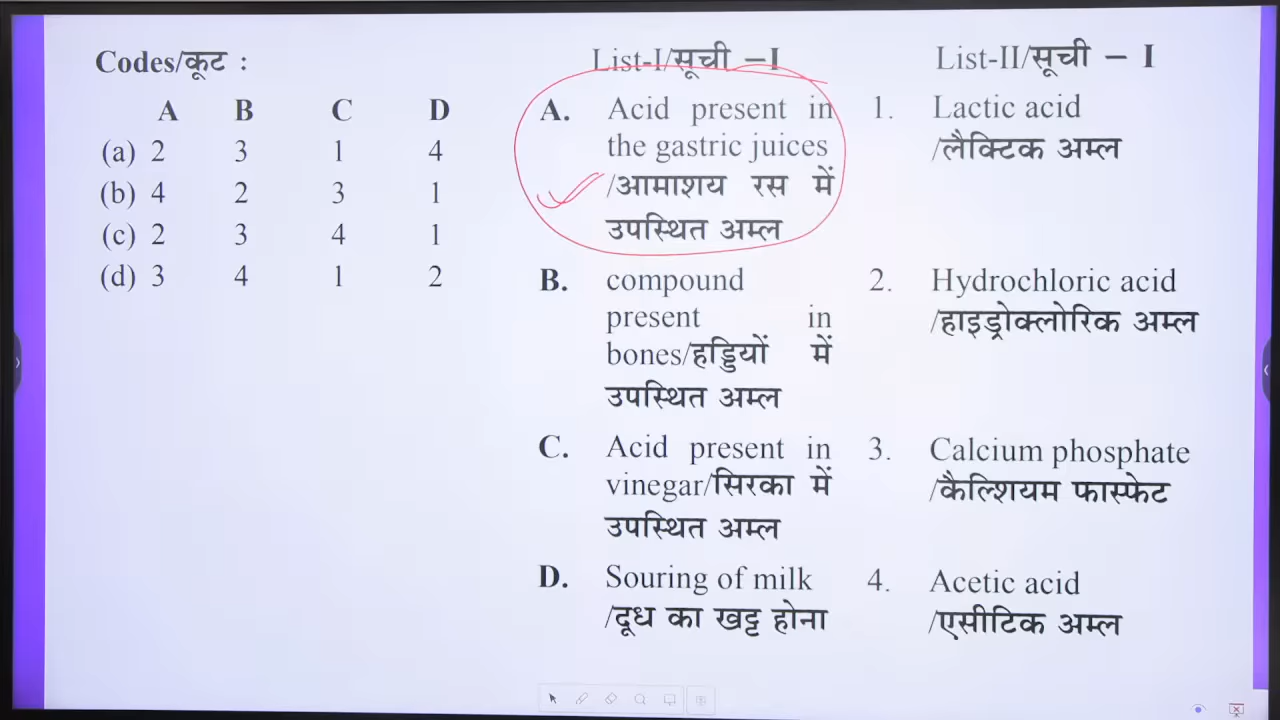 Codes/कूट :
A B C D
(a) 2 3 1 4
(b) 4 2 3 1
(c) 2 3 4 1
(d) 3 4 1 2
List-I/सूची –I
A. Acid present in
the gastric juices
/आमाशय रस में
उपस्थित अम्ल
B. compound
present in
bones/हड्डियों में
उपस्थित अम्ल
C. Acid present in
vinegar/सिरका में
उपस्थित अम्ल
D. Souring of milk
/दूध का खट्ट होना
List-II/सूची – I
1. Lactic acid
/लैक्टिक अम्ल
2. Hydrochloric acid
/हाइड्रोक्लोरिक अम्ल
3. Calcium phosphate
/कैल्शियम फास्फेट
4. Acetic acid
/एसीटिक अम्ल